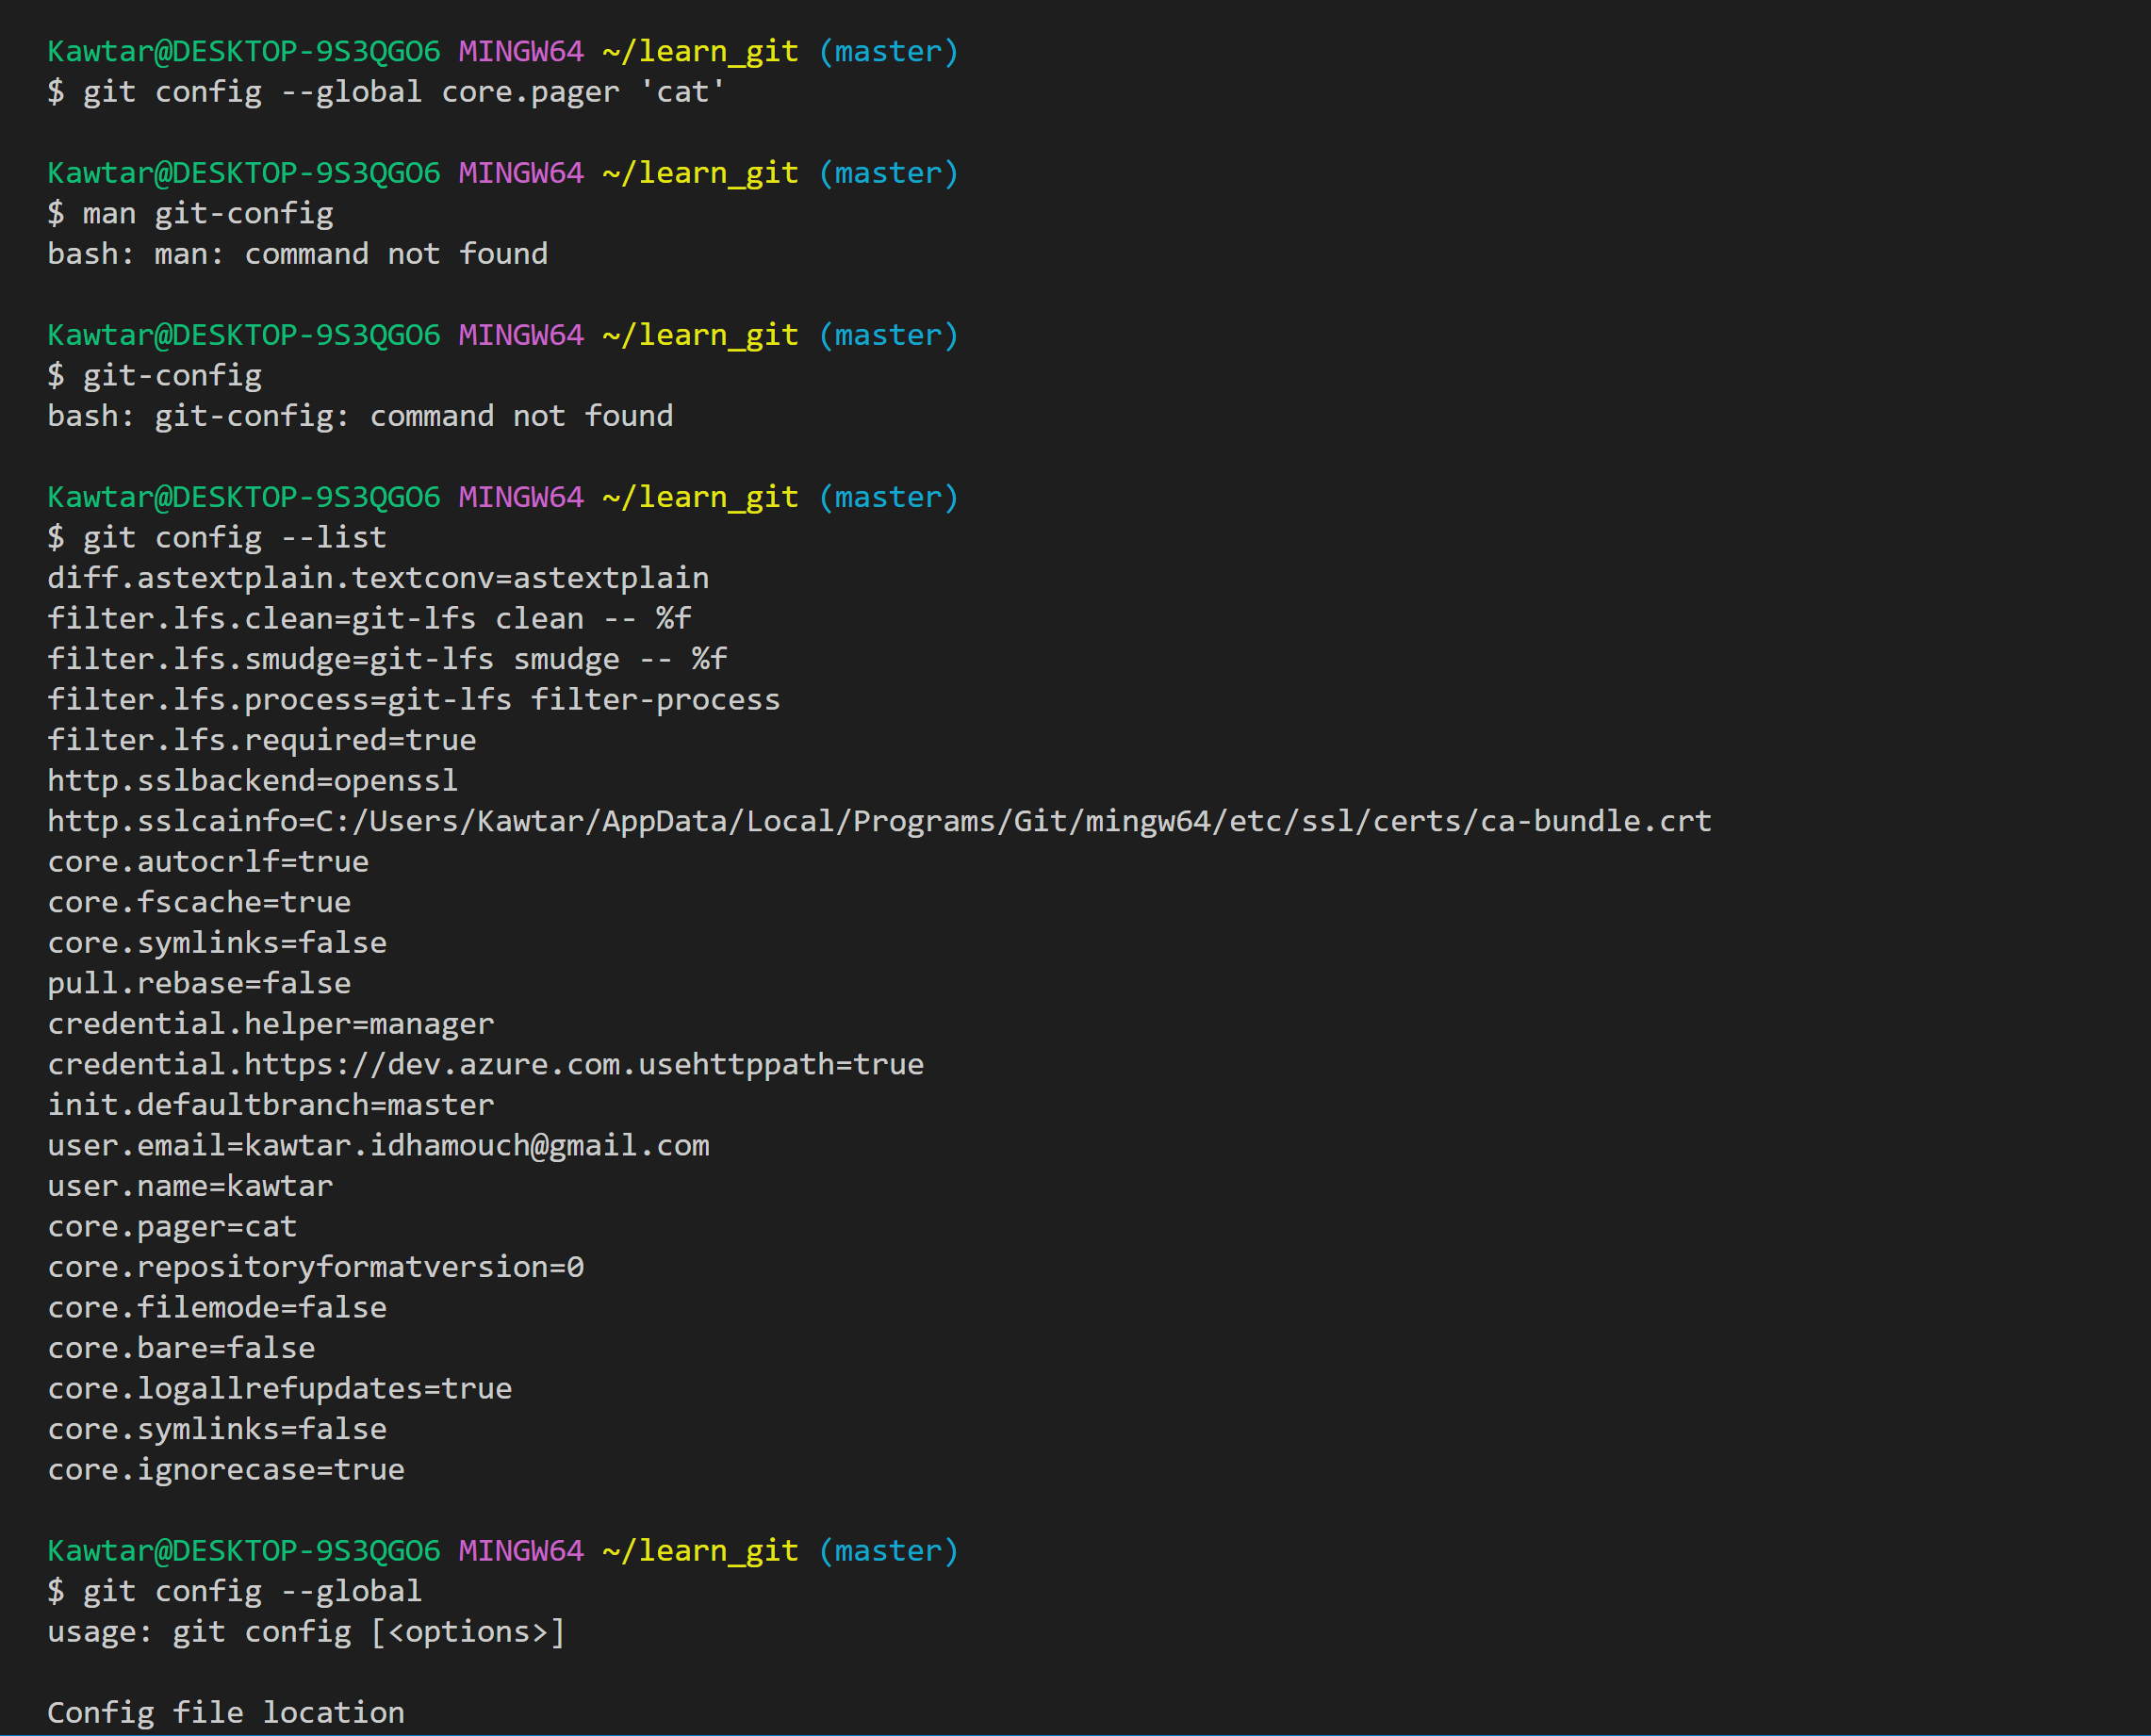 Kawtar@DESKTOP-9S3QGO6 MINGW64 ~/learn_git (master)
$ git config --global core.pager 'cat'
Kawtar@DESKTOP-9S3QGO6 MINGW64 ~/learn_git (master)
$ man git-config
bash: man: command not found
Kawtar@DESKTOP-9S3QGO6 MINGW64 ~/learn_git (master)
$ git-config
bash: git-config: command not found
Kawtar@DESKTOP-9S3QGO6 MINGW64 ~/learn_git (master)
$ git config --list
diff.astextplain.textconv=astextplain
filter.lfs.clean=git-lfs clean -- %f
filter.lfs.smudge=git-lfs smudge -- %f
filter.lfs.process=git-lfs filter-process
filter.lfs.required=true
http.sslbackend=openssl
http.sslcainfo=C:/Users/Kawtar/AppData/Local/Programs/Git/mingw64/etc/ssl/certs/ca-bundle.crt
core.autocrlf=true
core.fscache=true
core.symlinks=false
pull.rebase=false
credential.helper=manager
credential.https://dev.azure.com.usehttppath=true
init.defaultbranch=master
user.email=kawtar.idhamouch@gmail.com
user.name=kawtar
core.pager=cat
core.repositoryformatversion=0
core.filemode=false
core.bare=false
core.logallrefupdates=true
core.symlinks=false
core.ignorecase=true
Kawtar@DESKTOP-9S3QGO6 MINGW64 ~/learn_git (master)
$ git config --global
usage: git config [<options>]
Config file location